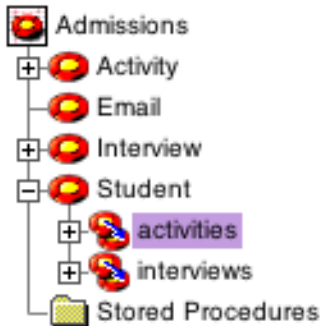 Admissions
Activity
Email
Interview
Student
activities
interviews
Stored Procedures